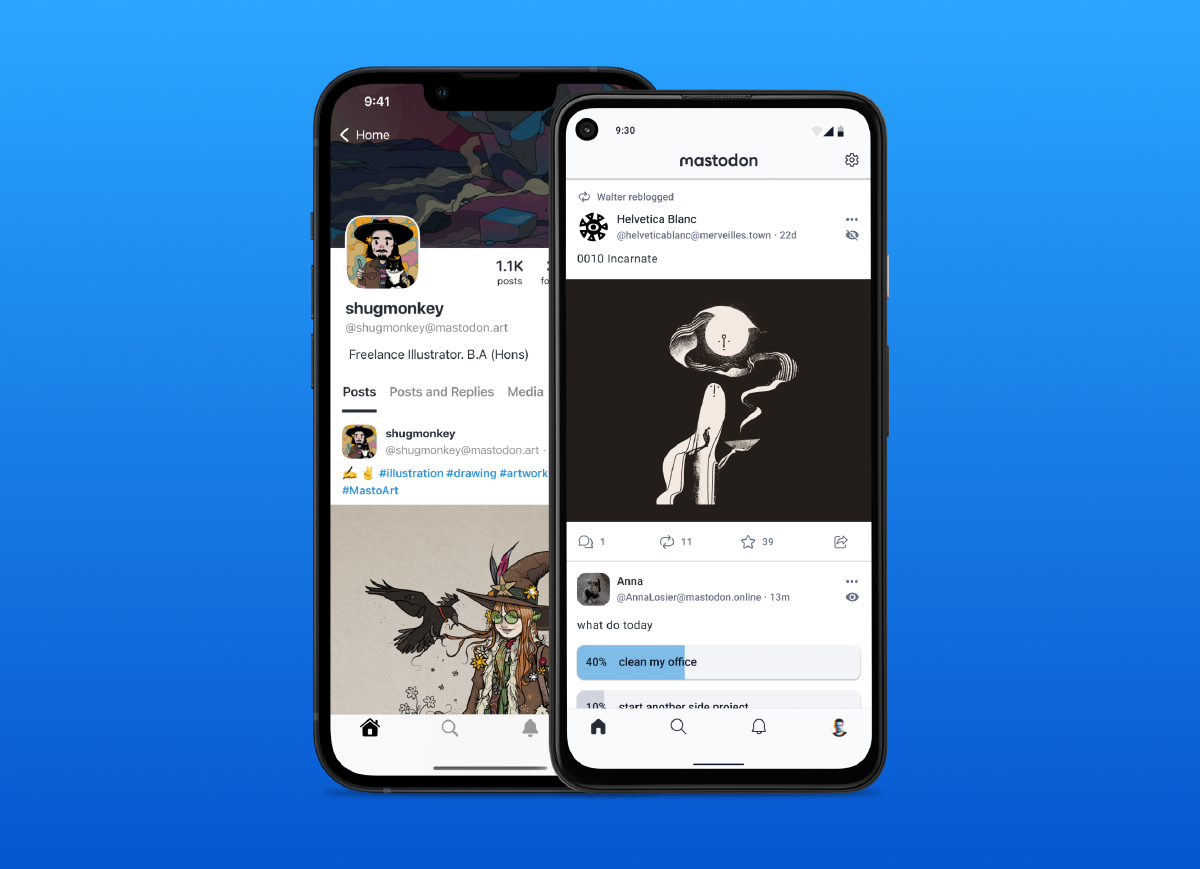 9:41
Home
1.1K
posts
shugmonkey
@shugmonkey@mastodon.art
Freelance Illustrator. B.A (Hons)
Posts Posts and Replies Media
shugmonkey
@shugmonkey@mastodon.art ·
✍️ ✌️ #illustration #drawing #artwork
#MastoArt
9:30
mastodon
Walter reblogged
Helvetica Blanc
@helveticablanc@merveilles.town · 22d
0010 Incarnate
1 11 39
Anna
@AnnaLosier@mastodon.online · 13m
what do today
40% clean my office
10% start another side project